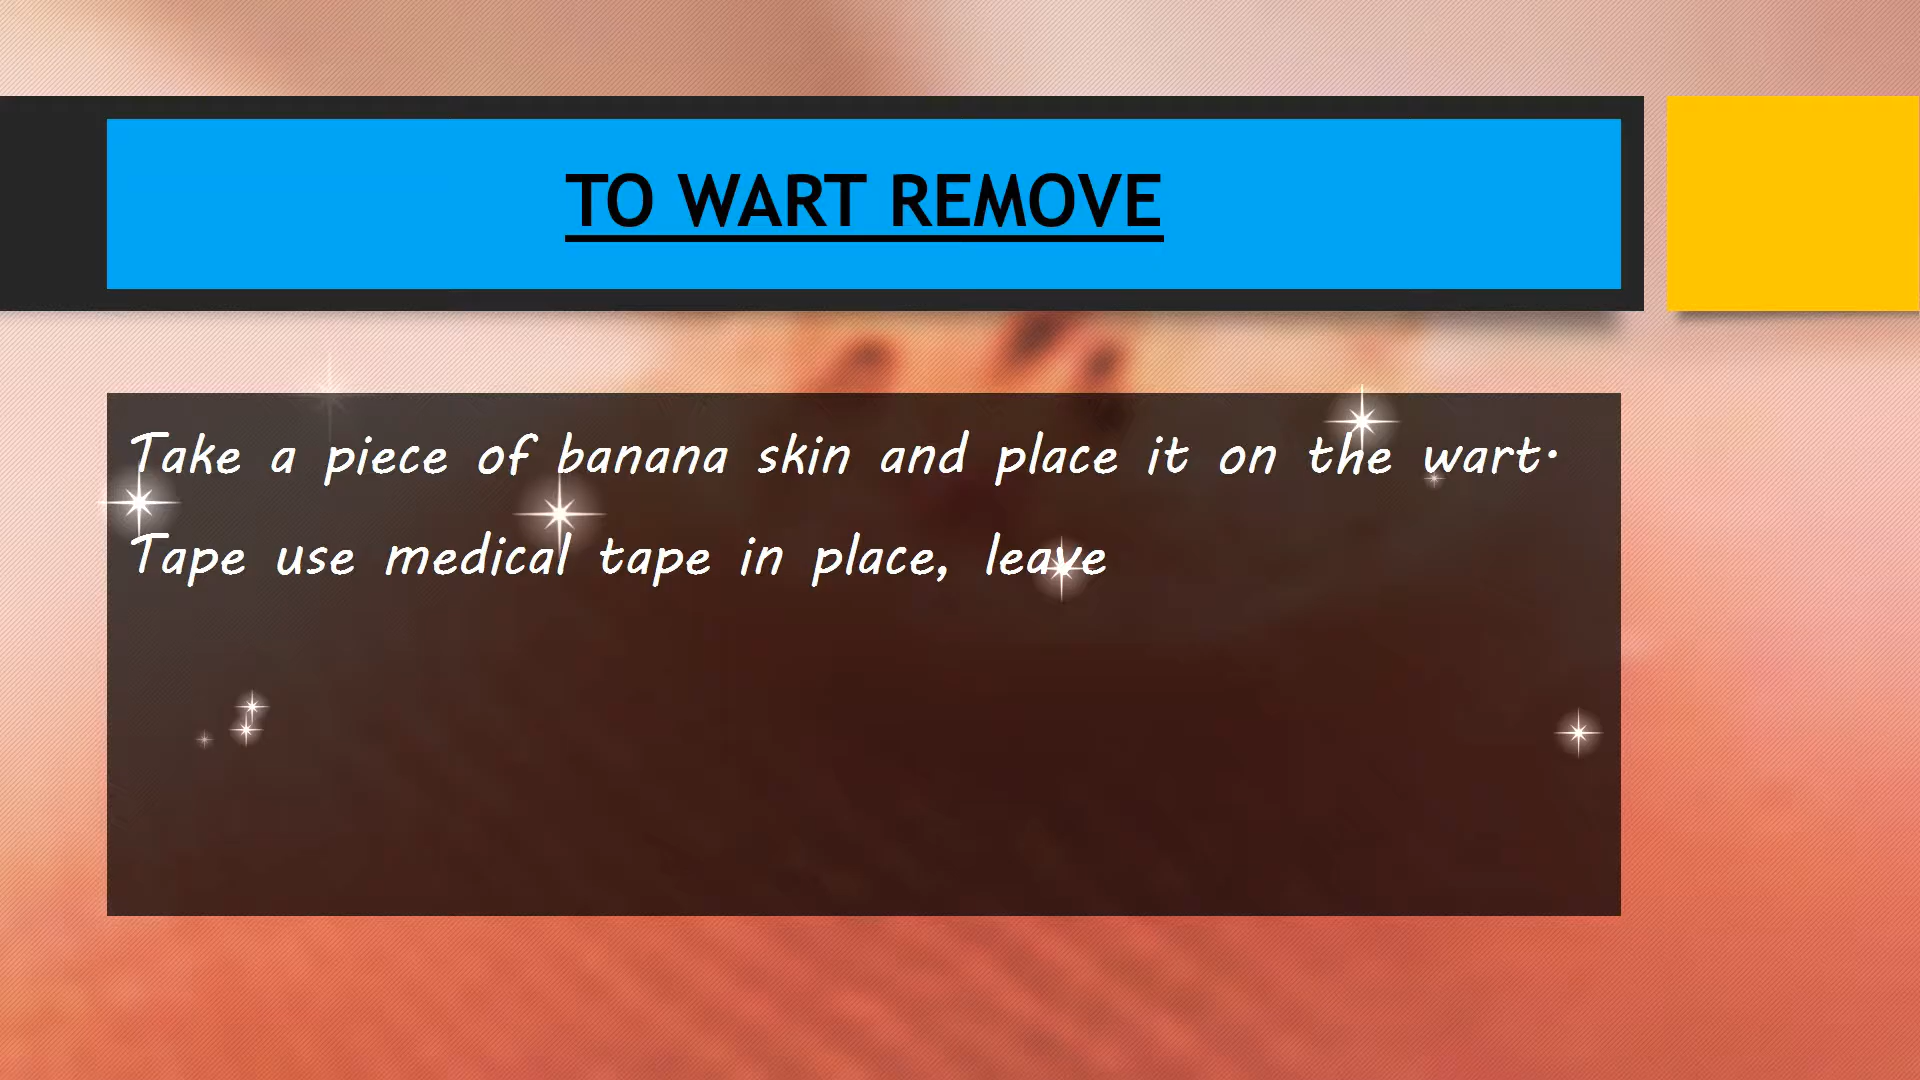 TO WART REMOVE
Take a piece of banana skin and place it on the wart.
Tape use medical tape in place, leave